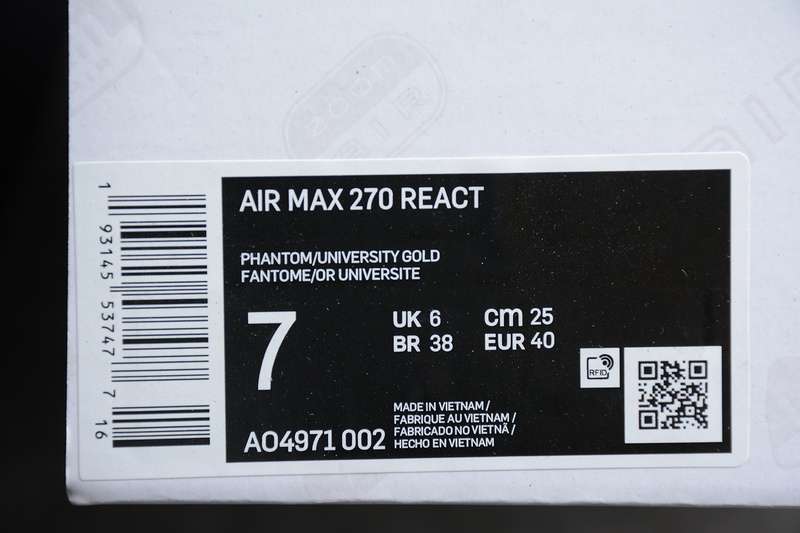 ZOOM
AIR
AIR MAX 270 REACT
PHANTOM/UNIVERSITY GOLD
FANTOME/OR UNIVERSITE
7
UK 6
cm 25
BR 38
EUR 40
RFID
AO4971 002
MADE IN VIETNAM /
FABRIQUE AU VIETNAM /
FABRICADO NO VIETNÃ /
HECHO EN VIETNAM
1 93145 53747 7 16